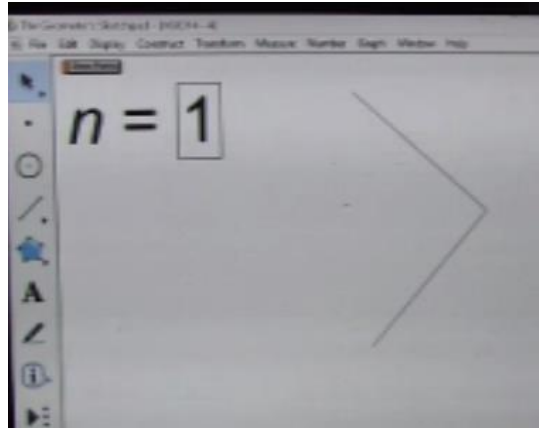 The Geometer's Sketchpad - [
File Edit Display Construct Transform Measure Number Graph Window Help
n = 1
A